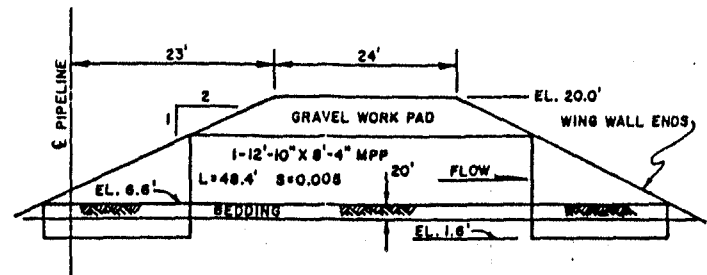 23'
24'
℄ PIPELINE
2
1
EL. 20.0'
GRAVEL WORK PAD
WING WALL ENDS
1-12'-10" X 8'-4" MPP
L=48.4' S=0.005
20'
FLOW
EL. 6.6'
BEDDING
EL. 1.6'